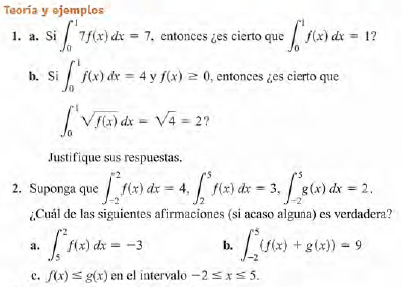 Teoría y ejemplos
1. a. Si ∫₀¹ 7f(x) dx = 7, entonces ¿es cierto que ∫₀¹ f(x) dx = 1?
b. Si ∫₀¹ f(x) dx = 4 y f(x) ≥ 0, entonces ¿es cierto que
∫₀¹ √f(x) dx = √4 = 2?
Justifique sus respuestas.
2. Suponga que ∫₋₂² f(x) dx = 4, ∫₂⁵ f(x) dx = 3, ∫₋₂⁵ g(x) dx = 2.
¿Cuál de las siguientes afirmaciones (si acaso alguna) es verdadera?
a. ∫₅² f(x) dx = −3 b. ∫₋₂⁵ (f(x) + g(x)) = 9
c. f(x) ≤ g(x) en el intervalo −2 ≤ x ≤ 5.